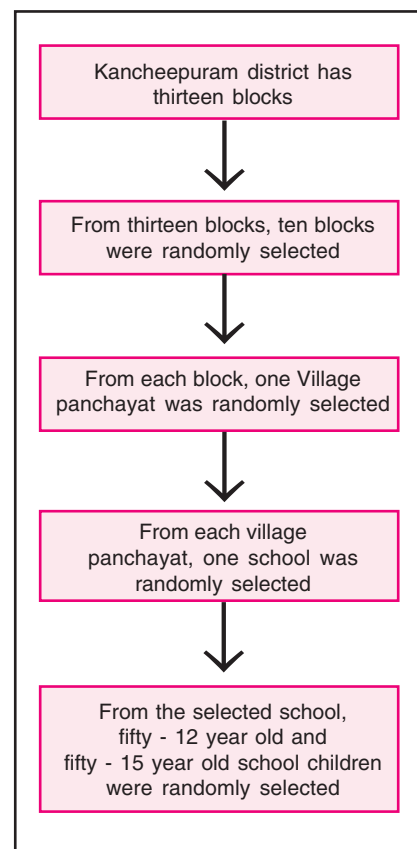 Kancheepuram district has
thirteen blocks
From thirteen blocks, ten blocks
were randomly selected
From each block, one Village
panchayat was randomly selected
From each village
panchayat, one school was
randomly selected
From the selected school,
fifty - 12 year old and
fifty - 15 year old school children
were randomly selected